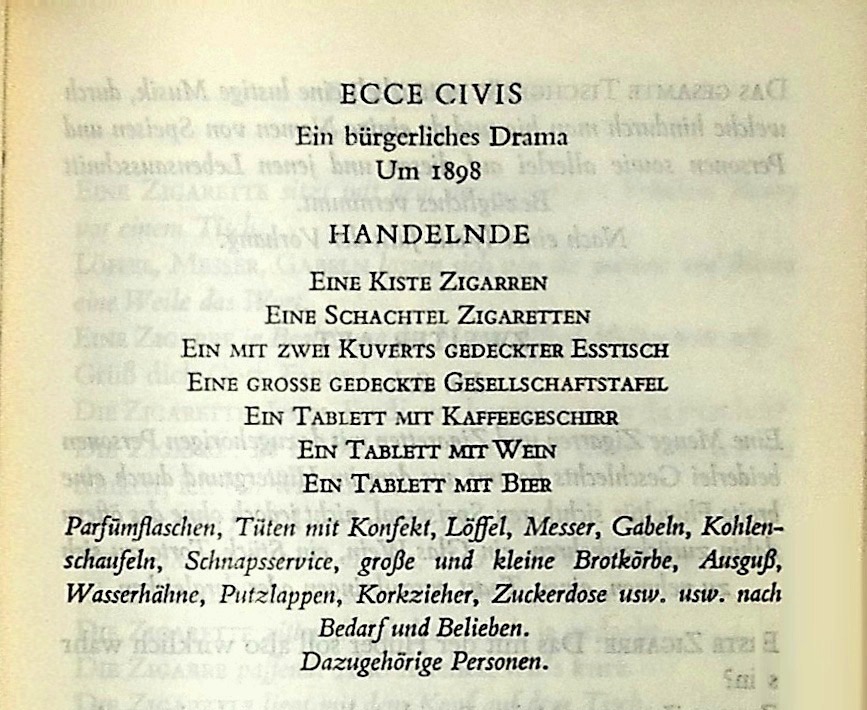 ECCE CIVIS
Ein bürgerliches Drama
Um 1898
HANDELNDE
EINE KISTE ZIGARREN
EINE SCHACHTEL ZIGARETTEN
EIN MIT ZWEI KUVERTS GEDECKTER ESSTISCH
EINE GROSSE GEDECKTE GESELLSCHAFTSTAFEL
EIN TABLETT MIT KAFFEEGESCHIRR
EIN TABLETT MIT WEIN
EIN TABLETT MIT BIER
Parfümflaschen, Tüten mit Konfekt, Löffel, Messer, Gabeln, Kohlen-
schaufeln, Schnapsservice, große und kleine Brotkörbe, Ausguß,
Wasserhähne, Putzlappen, Korkzieher, Zuckerdose usw. usw. nach
Bedarf und Belieben.
Dazugehörige Personen.